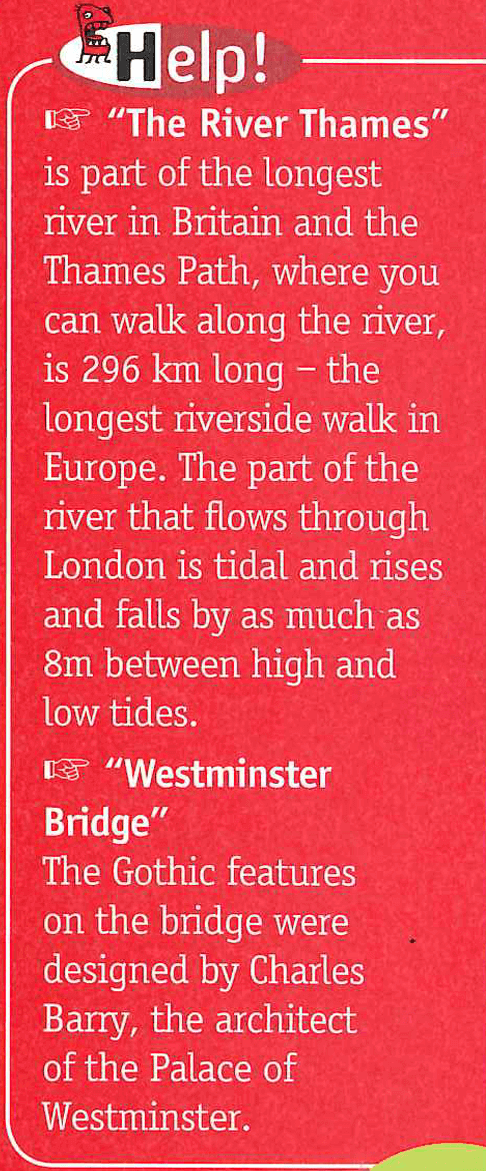 Help!
☞ “The River Thames”
is part of the longest
river in Britain and the
Thames Path, where you
can walk along the river,
is 296 km long – the
longest riverside walk in
Europe. The part of the
river that flows through
London is tidal and rises
and falls by as much as
8m between high and
low tides.
☞ “Westminster
Bridge”
The Gothic features
on the bridge were
designed by Charles
Barry, the architect
of the Palace of
Westminster.